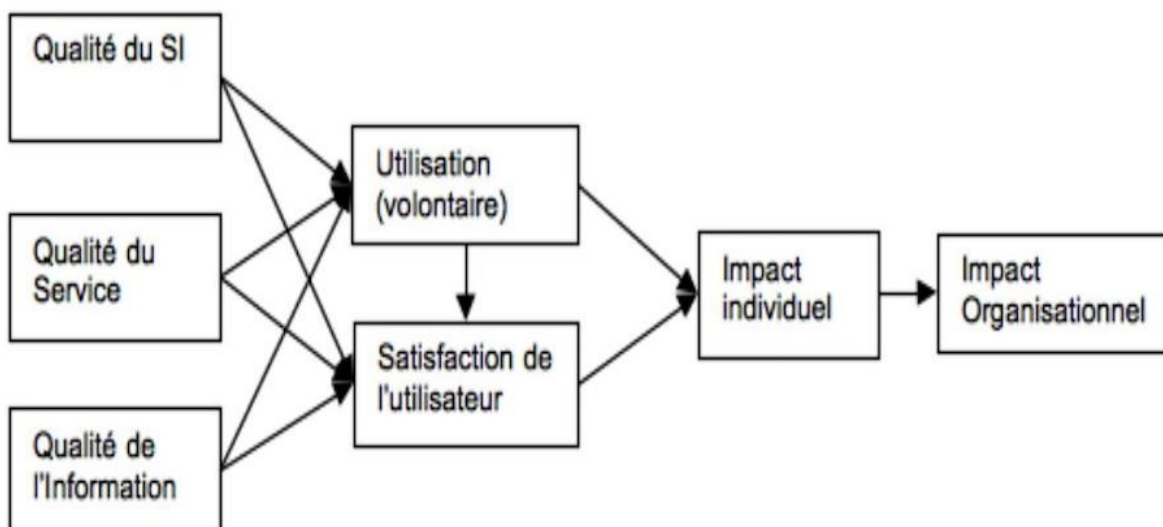 Qualité du SI
Qualité du
Service
Qualité de
l'Information
Utilisation
(volontaire)
Satisfaction de
l'utilisateur
Impact
individuel
Impact
Organisationnel